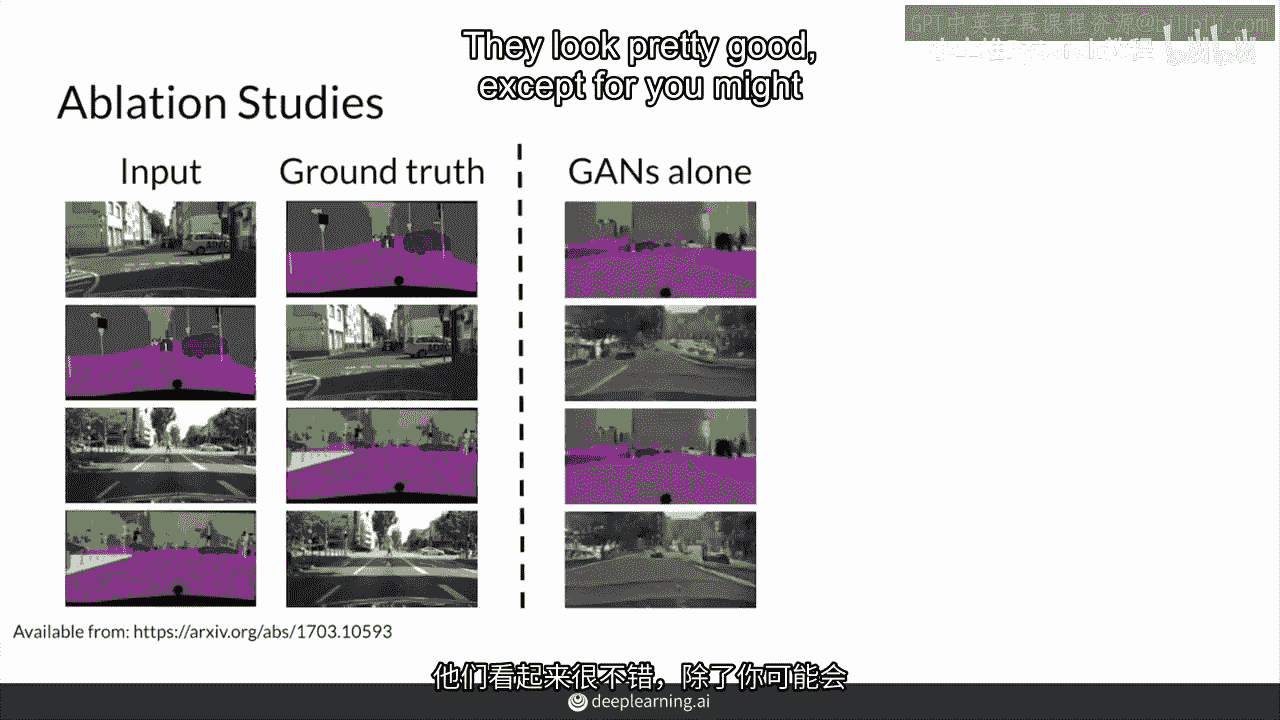 They look pretty good,
except for you might
Ablation Studies
Input
Ground truth
GANs alone
Available from: https://arxiv.org/abs/1703.10593
他们看起来很不错，除了你可能会
deeplearning.ai
GPT中英字幕课程资源@bilibili.com